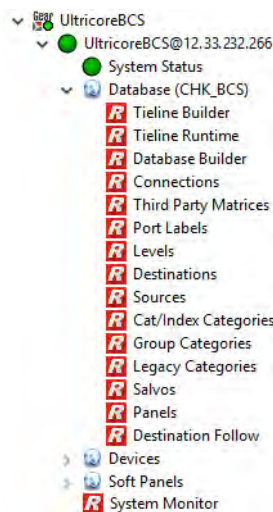 Gear UltricoreBCS
UltricoreBCS@12.33.232.266
System Status
Database (CHK_BCS)
R Tieline Builder
R Tieline Runtime
R Database Builder
R Connections
R Third Party Matrices
R Port Labels
R Levels
R Destinations
R Sources
R Cat/Index Categories
R Group Categories
R Legacy Categories
R Salvos
R Panels
R Destination Follow
Devices
Soft Panels
R System Monitor